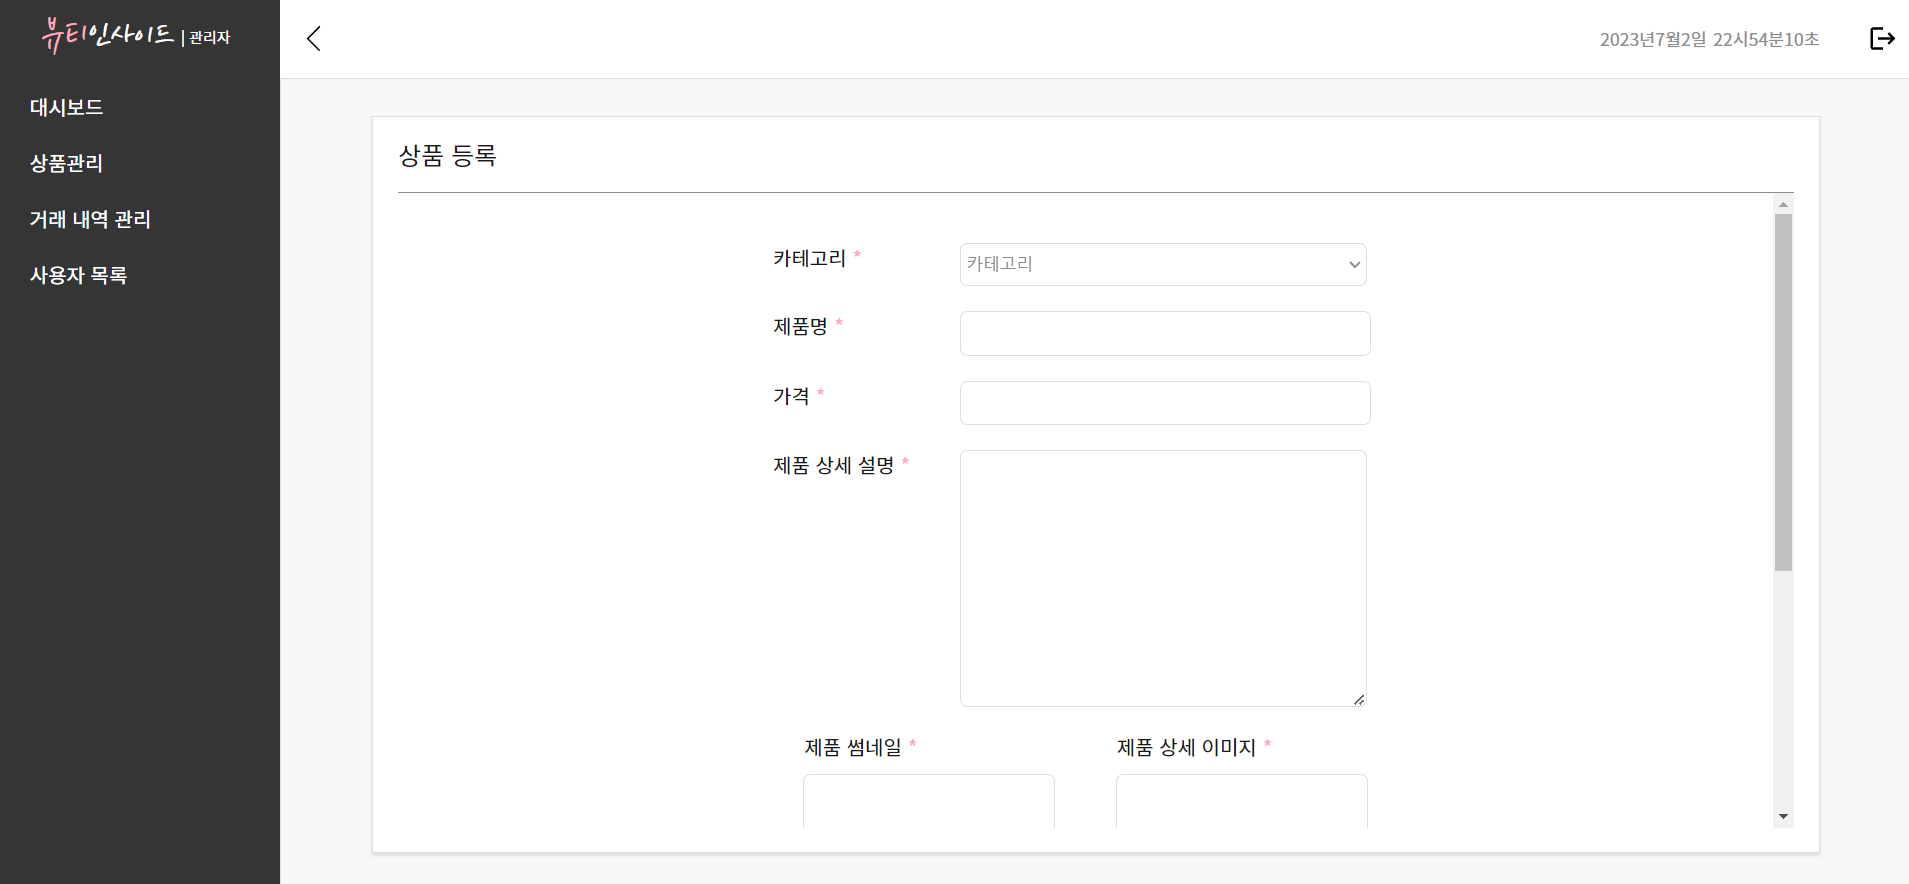 뷰티인사이드 | 관리자
2023년7월2일 22시54분10초
대시보드
상품관리
거래 내역 관리
사용자 목록
상품 등록
카테고리 *
카테고리
제품명 *
가격 *
제품 상세 설명 *
제품 썸네일 *
제품 상세 이미지 *